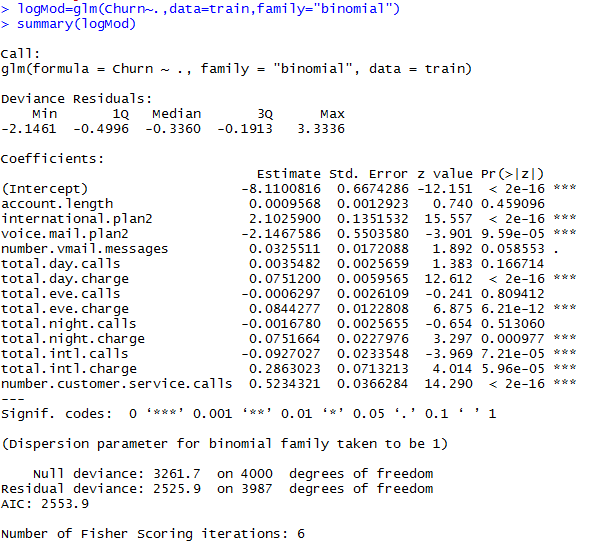 > logMod=glm(Churn~.,data=train,family="binomial")
> summary(logMod)
Call:
glm(formula = Churn ~ ., family = "binomial", data = train)
Deviance Residuals:
    Min       1Q   Median       3Q      Max
-2.1461  -0.4996  -0.3360  -0.1913   3.3336
Coefficients:
                                Estimate Std. Error z value Pr(>|z|)
(Intercept)                   -8.1100816  0.6674286 -12.151  < 2e-16 ***
account.length                 0.0009568  0.0012923   0.740 0.459096
international.plan2            2.1025900  0.1351532  15.557  < 2e-16 ***
voice.mail.plan2              -2.1467586  0.5503580  -3.901 9.59e-05 ***
number.vmail.messages          0.0325511  0.0172088   1.892 0.058553 .
total.day.calls                0.0035482  0.0025659   1.383 0.166714
total.day.charge               0.0751200  0.0059565  12.612  < 2e-16 ***
total.eve.calls               -0.0006297  0.0026109  -0.241 0.809412
total.eve.charge               0.0844277  0.0122808   6.875 6.21e-12 ***
total.night.calls             -0.0016780  0.0025655  -0.654 0.513060
total.night.charge             0.0751664  0.0227976   3.297 0.000977 ***
total.intl.calls              -0.0927027  0.0233548  -3.969 7.21e-05 ***
total.intl.charge              0.2863023  0.0713213   4.014 5.96e-05 ***
number.customer.service.calls  0.5234321  0.0366284  14.290  < 2e-16 ***
---
Signif. codes:  0 ‘***’ 0.001 ‘**’ 0.01 ‘*’ 0.05 ‘.’ 0.1 ‘ ’ 1
(Dispersion parameter for binomial family taken to be 1)
    Null deviance: 3261.7  on 4000  degrees of freedom
Residual deviance: 2525.9  on 3987  degrees of freedom
AIC: 2553.9
Number of Fisher Scoring iterations: 6